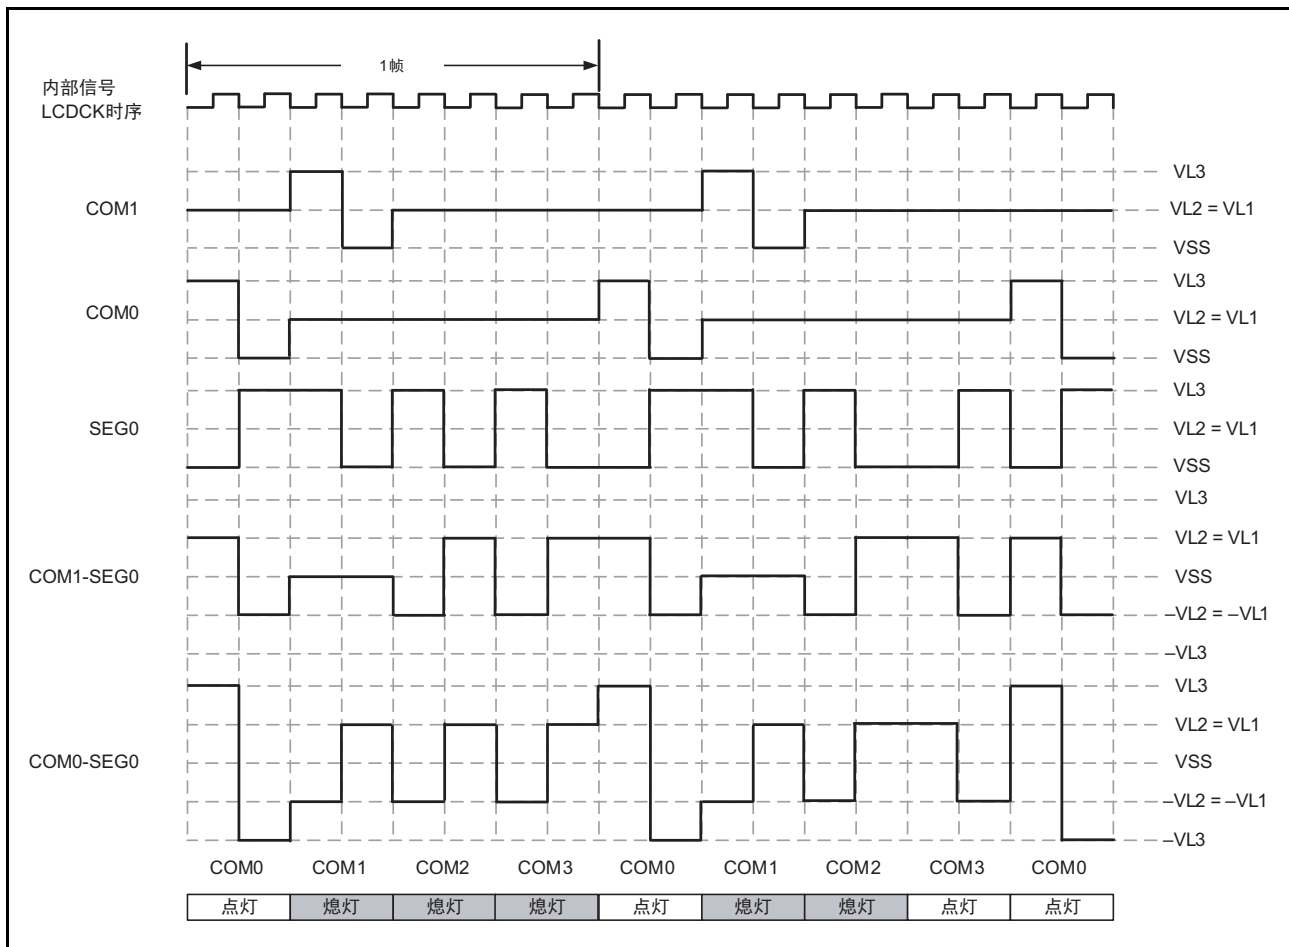 1帧
内部信号
LCDCK时序
VL3
COM1
VL2 = VL1
VSS
VL3
COM0
VL2 = VL1
VSS
VL3
SEG0
VL2 = VL1
VSS
VL3
VL2 = VL1
COM1-SEG0
VSS
–VL2 = –VL1
–VL3
VL3
VL2 = VL1
COM0-SEG0
VSS
–VL2 = –VL1
–VL3
COM0 COM1 COM2 COM3 COM0 COM1 COM2 COM3 COM0
点灯 熄灯 熄灯 熄灯 点灯 熄灯 熄灯 点灯 点灯